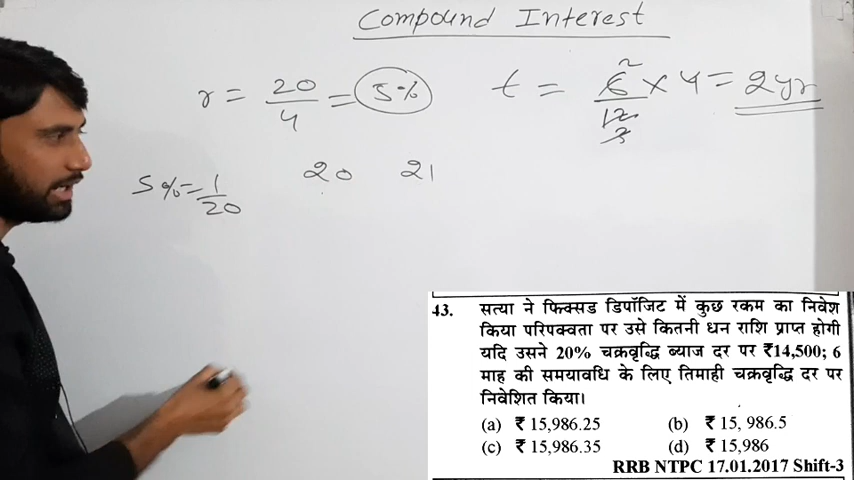 Compound Interest
r = 20/4 = 5%
t = 6/12 × 4 = 2yr
2
3
5% = 1/20
20 21
43. सत्या ने फिक्सड डिपॉजिट में कुछ रकम का निवेश
किया परिपक्वता पर उसे कितनी धन राशि प्राप्त होगी
यदि उसने 20% चक्रवृद्धि ब्याज दर पर ₹14,500; 6
माह की समयावधि के लिए तिमाही चक्रवृद्धि दर पर
निवेशित किया।
(a) ₹ 15,986.25 (b) ₹ 15, 986.5
(c) ₹ 15,986.35 (d) ₹ 15,986
RRB NTPC 17.01.2017 Shift-3